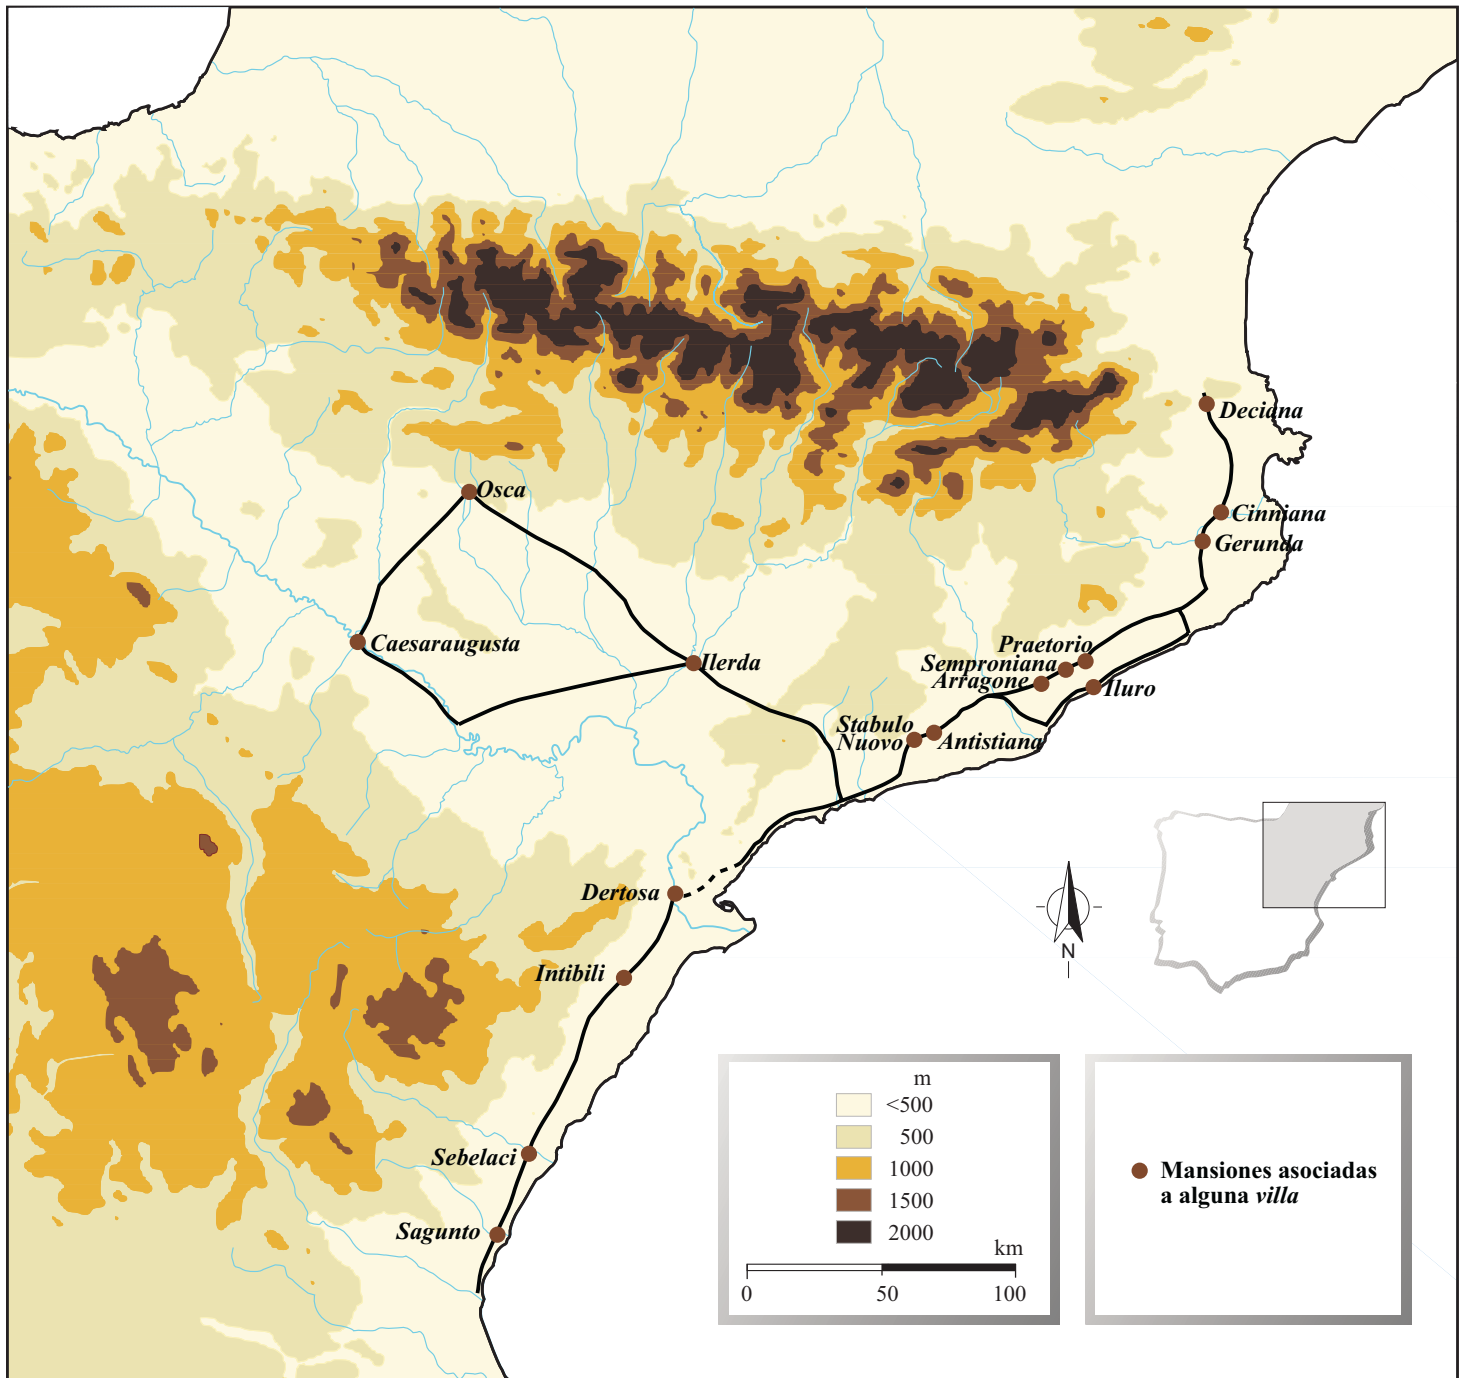 Deciana
Osca
Cinniana
Gerunda
Caesaraugusta
Praetorio
Semproniana
Arragone
Ilerda
Iluro
Stabulo
Nuovo
Antistiana
Dertosa
Intibili
Sebelaci
Sagunto
N
m
<500
500
1000
1500
2000
km
0 50 100
Mansiones asociadas
a alguna villa